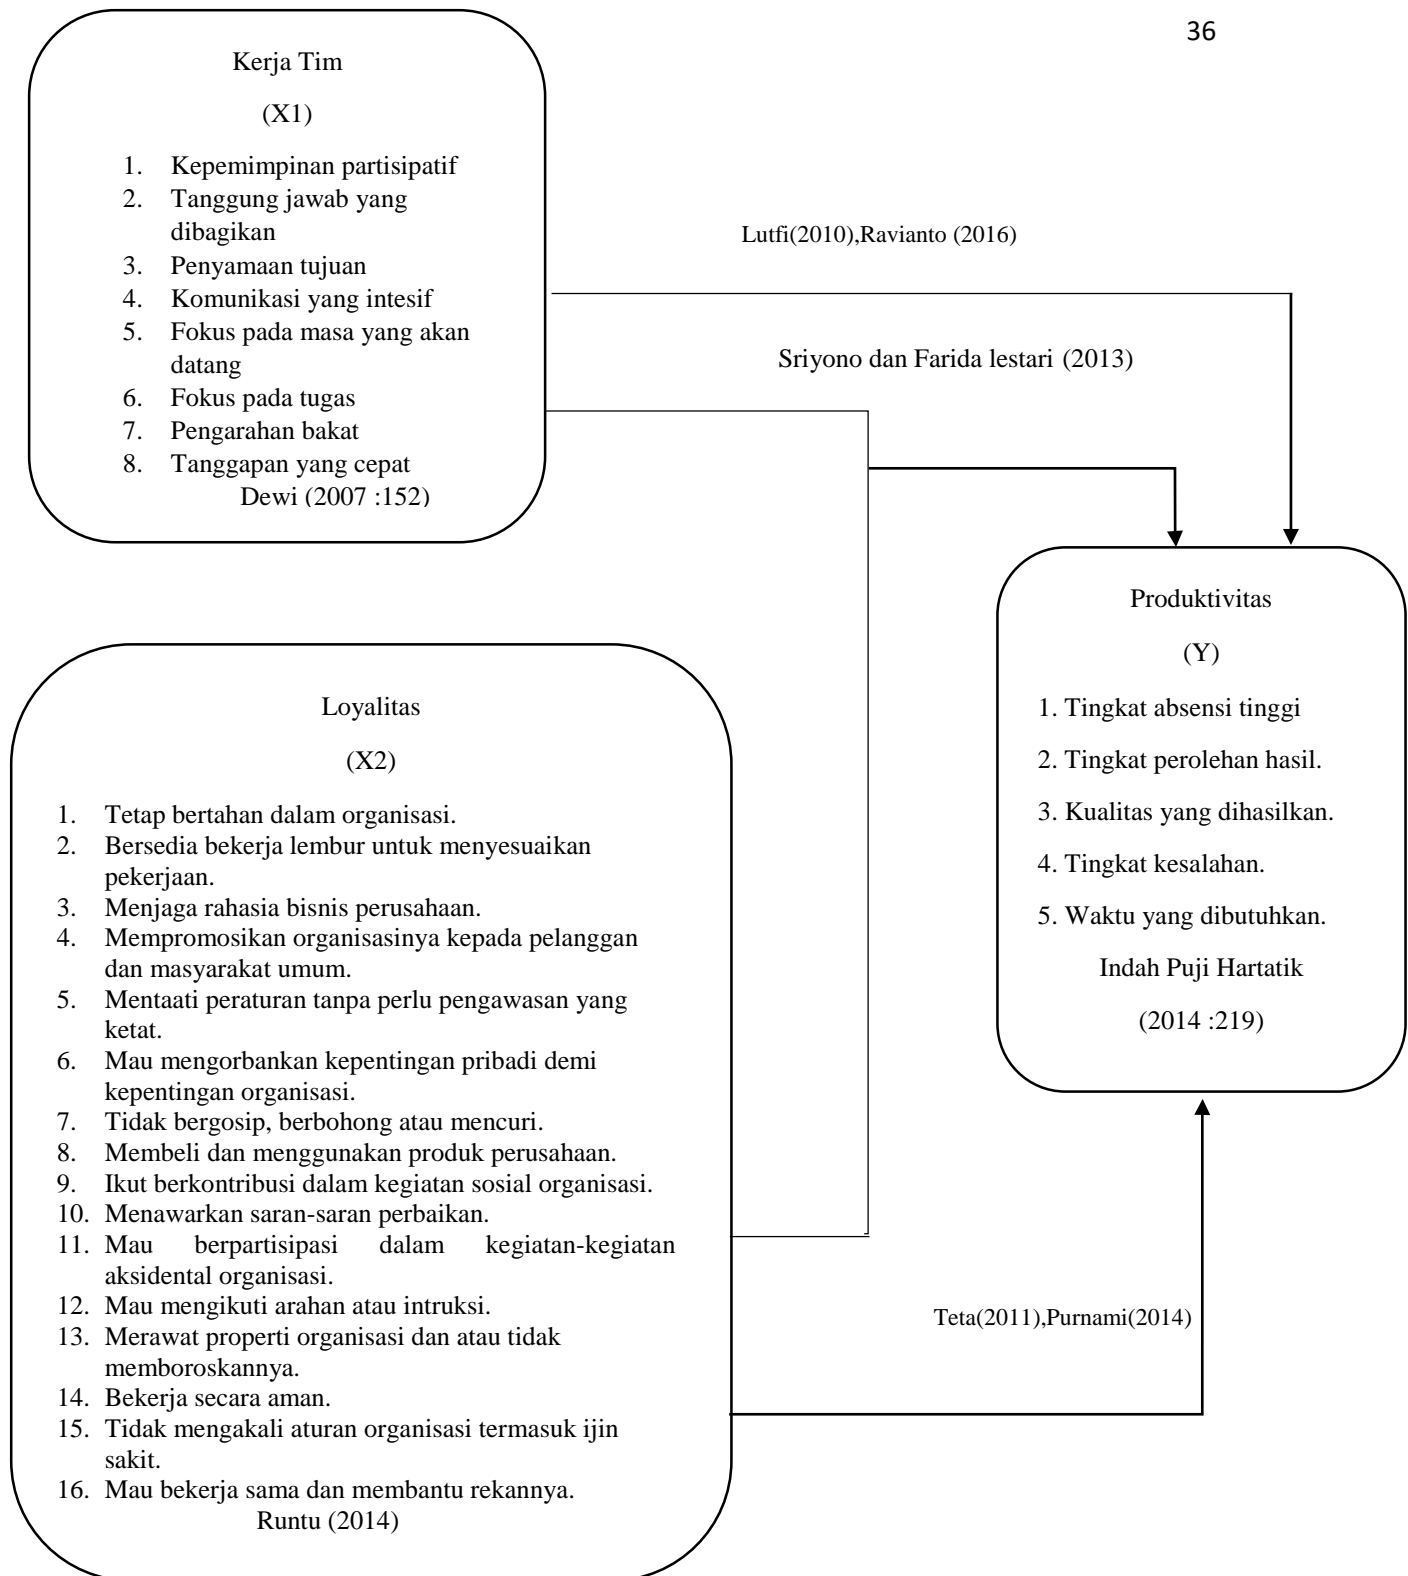 36
Kerja Tim
(X1)
1. Kepemimpinan partisipatif
2. Tanggung jawab yang
dibagikan
3. Penyamaan tujuan
4. Komunikasi yang intesif
5. Fokus pada masa yang akan
datang
6. Fokus pada tugas
7. Pengarahan bakat
8. Tanggapan yang cepat
Dewi (2007 :152)
Lutfi(2010),Ravianto (2016)
Sriyono dan Farida lestari (2013)
Produktivitas
(Y)
1. Tingkat absensi tinggi
2. Tingkat perolehan hasil.
3. Kualitas yang dihasilkan.
4. Tingkat kesalahan.
5. Waktu yang dibutuhkan.
Indah Puji Hartatik
(2014 :219)
Loyalitas
(X2)
1. Tetap bertahan dalam organisasi.
2. Bersedia bekerja lembur untuk menyesuaikan
pekerjaan.
3. Menjaga rahasia bisnis perusahaan.
4. Mempromosikan organisasinya kepada pelanggan
dan masyarakat umum.
5. Mentaati peraturan tanpa perlu pengawasan yang
ketat.
6. Mau mengorbankan kepentingan pribadi demi
kepentingan organisasi.
7. Tidak bergosip, berbohong atau mencuri.
8. Membeli dan menggunakan produk perusahaan.
9. Ikut berkontribusi dalam kegiatan sosial organisasi.
10. Menawarkan saran-saran perbaikan.
11. Mau berpartisipasi dalam kegiatan-kegiatan
aksidental organisasi.
12. Mau mengikuti arahan atau intruksi.
13. Merawat properti organisasi dan atau tidak
memboroskannya.
14. Bekerja secara aman.
15. Tidak mengakali aturan organisasi termasuk ijin
sakit.
16. Mau bekerja sama dan membantu rekannya.
Runtu (2014)
Teta(2011),Purnami(2014)